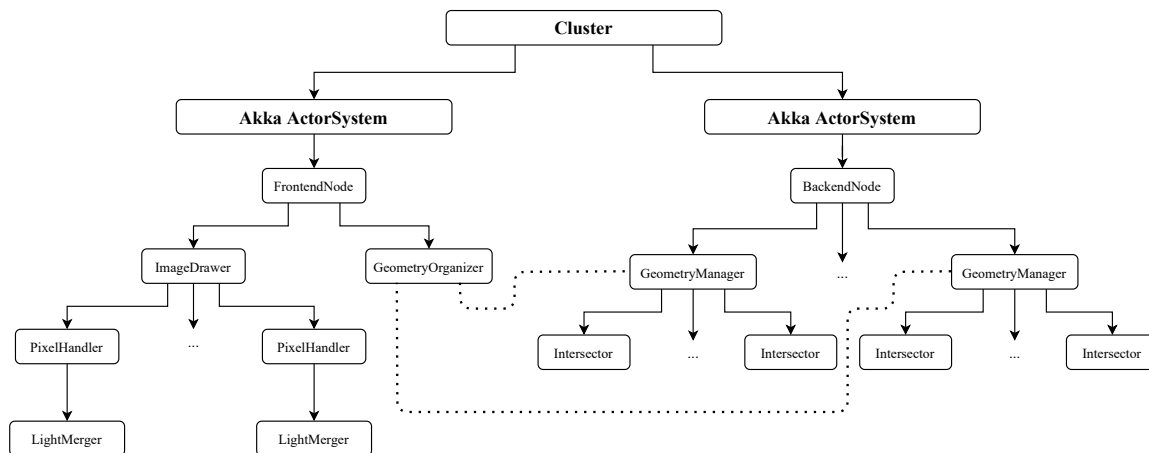 Cluster
Akka ActorSystem
Akka ActorSystem
FrontendNode
BackendNode
ImageDrawer
GeometryOrganizer
GeometryManager
...
GeometryManager
PixelHandler
...
PixelHandler
Intersector
...
Intersector
Intersector
...
Intersector
LightMerger
LightMerger